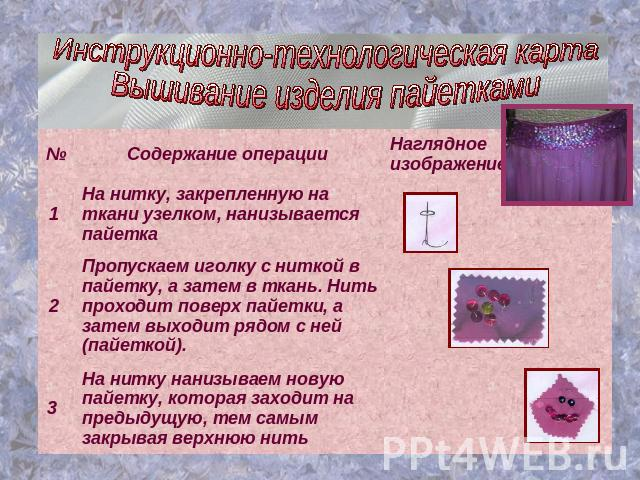 Инструкционно-технологическая карта
Вышивание изделия пайетками
№
Содержание операции
Наглядное
изображение
1
На нитку, закрепленную на
ткани узелком, нанизывается
пайетка
2
Пропускаем иголку с ниткой в
пайетку, а затем в ткань. Нить
проходит поверх пайетки, а
затем выходит рядом с ней
(пайеткой).
3
На нитку нанизываем новую
пайетку, которая заходит на
предыдущую, тем самым
закрывая верхнюю нить
PPt4WEB.ru